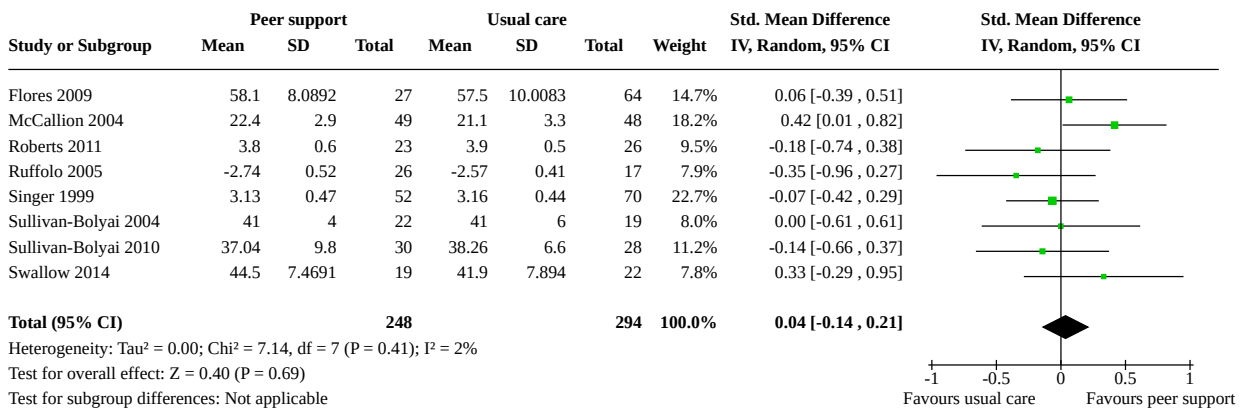 Peer support Usual care Std. Mean Difference Std. Mean Difference
Study or Subgroup Mean SD Total Mean SD Total Weight IV, Random, 95% CI IV, Random, 95% CI
Flores 2009 58.1 8.0892 27 57.5 10.0083 64 14.7% 0.06 [-0.39 , 0.51]
McCallion 2004 22.4 2.9 49 21.1 3.3 48 18.2% 0.42 [0.01 , 0.82]
Roberts 2011 3.8 0.6 23 3.9 0.5 26 9.5% -0.18 [-0.74 , 0.38]
Ruffolo 2005 -2.74 0.52 26 -2.57 0.41 17 7.9% -0.35 [-0.96 , 0.27]
Singer 1999 3.13 0.47 52 3.16 0.44 70 22.7% -0.07 [-0.42 , 0.29]
Sullivan-Bolyai 2004 41 4 22 41 6 19 8.0% 0.00 [-0.61 , 0.61]
Sullivan-Bolyai 2010 37.04 9.8 30 38.26 6.6 28 11.2% -0.14 [-0.66 , 0.37]
Swallow 2014 44.5 7.4691 19 41.9 7.894 22 7.8% 0.33 [-0.29 , 0.95]
Total (95% CI) 248 294 100.0% 0.04 [-0.14 , 0.21]
Heterogeneity: Tau² = 0.00; Chi² = 7.14, df = 7 (P = 0.41); I² = 2%
Test for overall effect: Z = 0.40 (P = 0.69)
Test for subgroup differences: Not applicable
-1 -0.5 0 0.5 1
Favours usual care Favours peer support